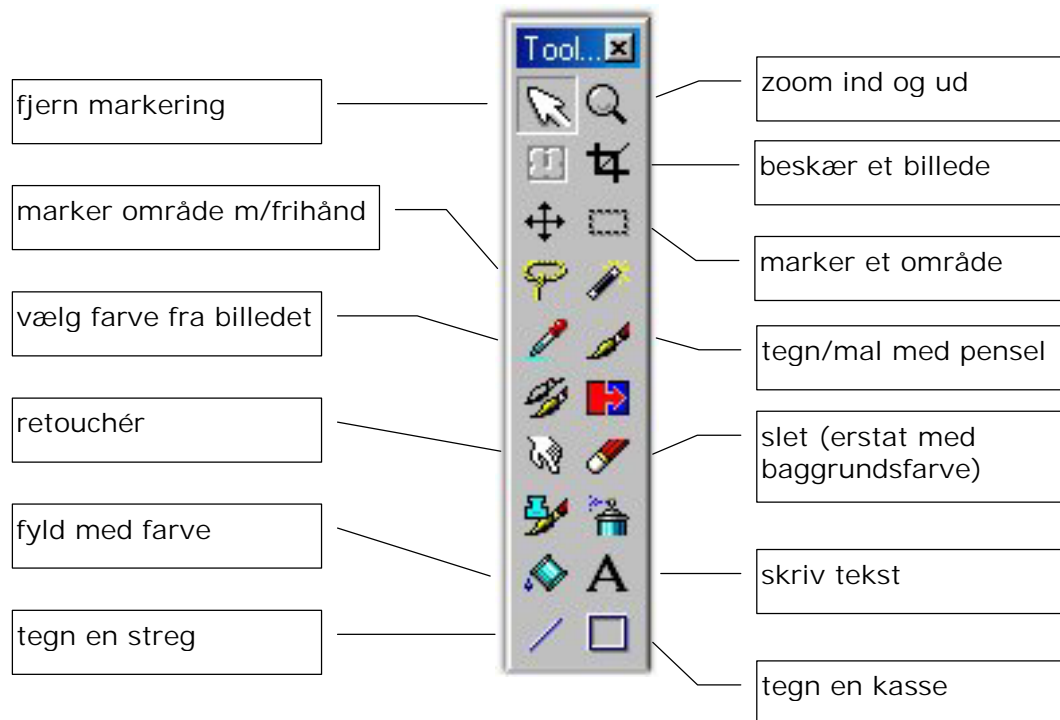 Tool...
fjern markering
zoom ind og ud
beskær et billede
marker område m/frihånd
marker et område
vælg farve fra billedet
tegn/mal med pensel
retouchér
slet (erstat med
baggrundsfarve)
fyld med farve
A
skriv tekst
tegn en streg
tegn en kasse